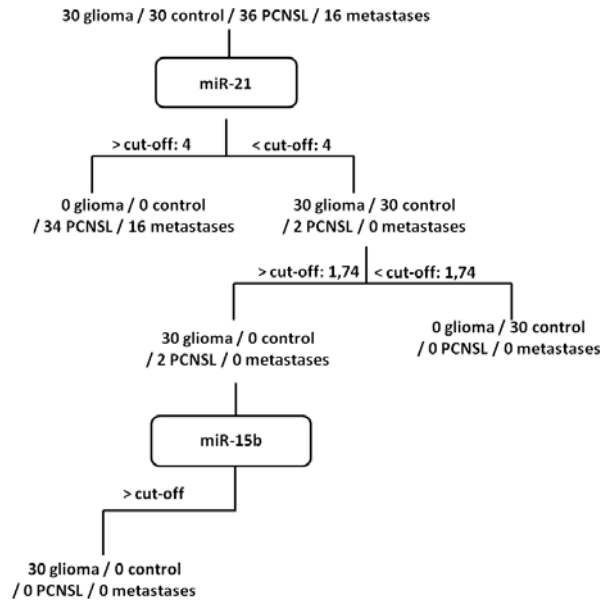 30 glioma / 30 control / 36 PCNSL / 16 metastases
miR-21
> cut-off: 4
< cut-off: 4
0 glioma / 0 control
/ 34 PCNSL / 16 metastases
30 glioma / 30 control
/ 2 PCNSL / 0 metastases
> cut-off: 1,74
< cut-off: 1,74
30 glioma / 0 control
/ 2 PCNSL / 0 metastases
0 glioma / 30 control
/ 0 PCNSL / 0 metastases
miR-15b
> cut-off
30 glioma / 0 control
/ 0 PCNSL / 0 metastases